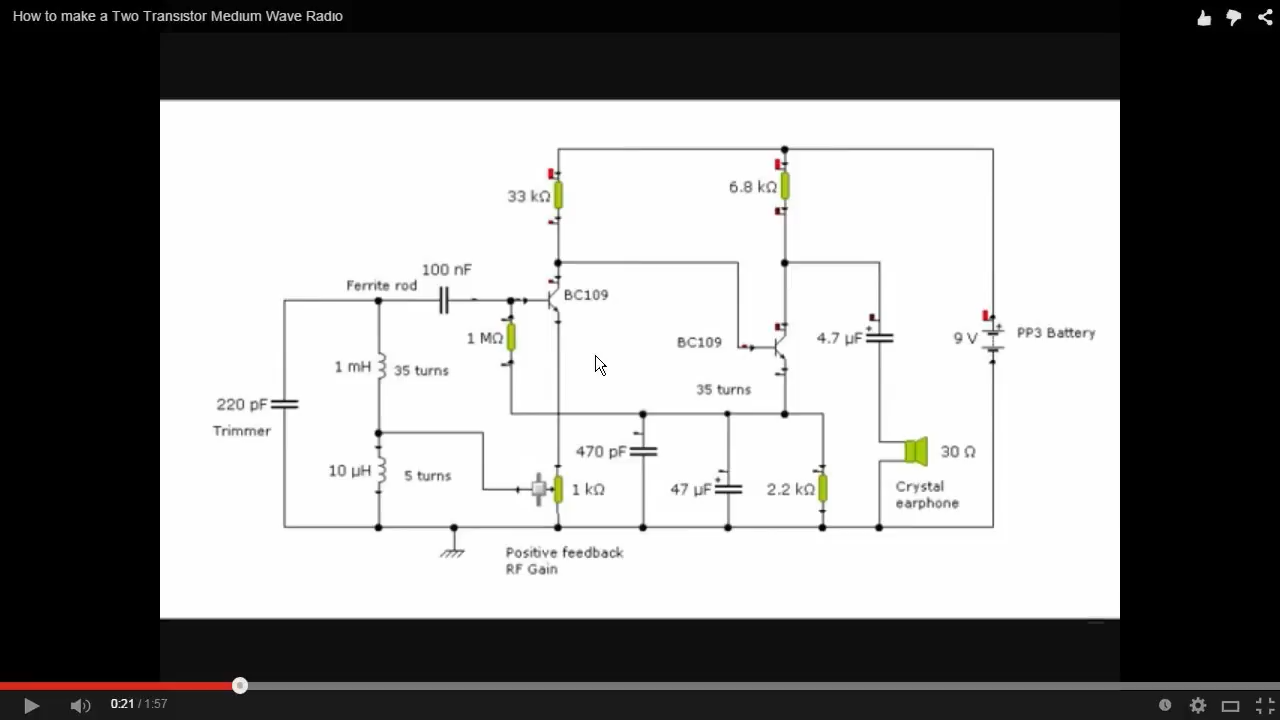 How to make a Two Transistor Medium Wave Radio
33 kΩ
6.8 kΩ
100 nF
Ferrite rod
BC109
1 MΩ
BC109
4.7 µF
+
9 V
+
PP3 Battery
1 mH
35 turns
35 turns
220 pF
Trimmer
470 pF
30 Ω
10 µH
5 turns
1 kΩ
47 µF
+
2.2 kΩ
Crystal
earphone
Positive feedback
RF Gain
0:21 / 1:57